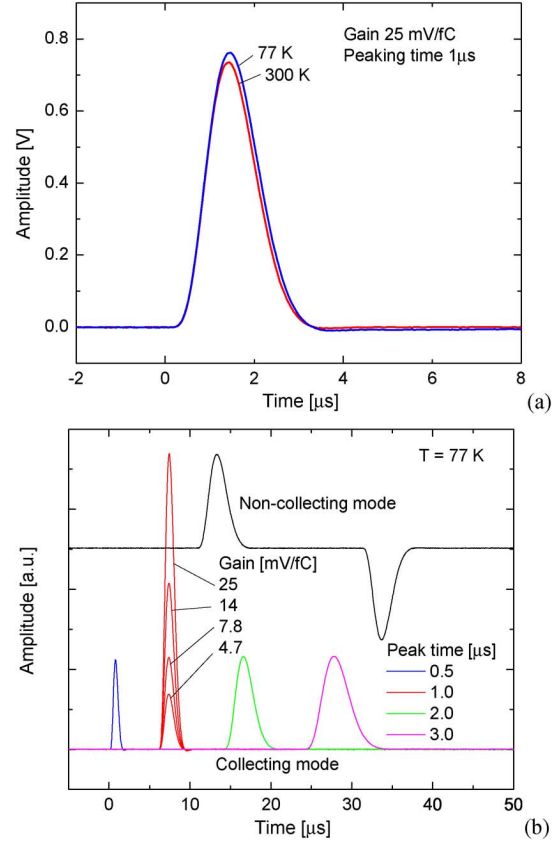 Gain 25 mV/fC
Peaking time 1µs
77 K
300 K
Amplitude [V]
0.8
0.6
0.4
0.2
0.0
-2 0 2 4 6 8
Time [µs]
(a)
T = 77 K
Non-collecting mode
Gain [mV/fC]
25
14
7.8
4.7
Amplitude [a.u.]
Peak time [µs]
0.5
1.0
2.0
3.0
Collecting mode
0 10 20 30 40 50
Time [µs]
(b)